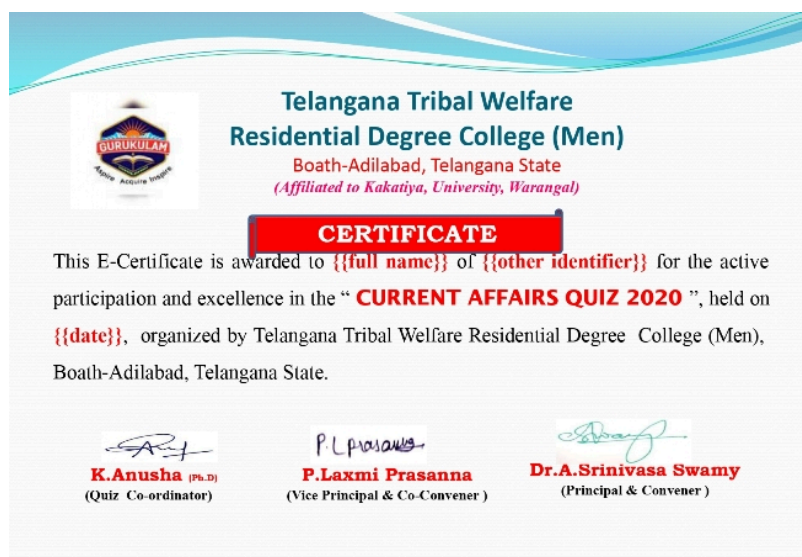 Telangana Tribal Welfare
Residential Degree College (Men)
Boath-Adilabad, Telangana State
(Affiliated to Kakatiya, University, Warangal)
GURUKULAM
Aspire Acquire Inspire
CERTIFICATE
This E-Certificate is awarded to {{full name}} of {{other identifier}} for the active
participation and excellence in the “ CURRENT AFFAIRS QUIZ 2020 ”, held on
{{date}}, organized by Telangana Tribal Welfare Residential Degree College (Men),
Boath-Adilabad, Telangana State.
P. L prasanna
K.Anusha (Ph.D)
(Quiz Co-ordinator)
P.Laxmi Prasanna
(Vice Principal & Co-Convener )
Dr.A.Srinivasa Swamy
(Principal & Convener )